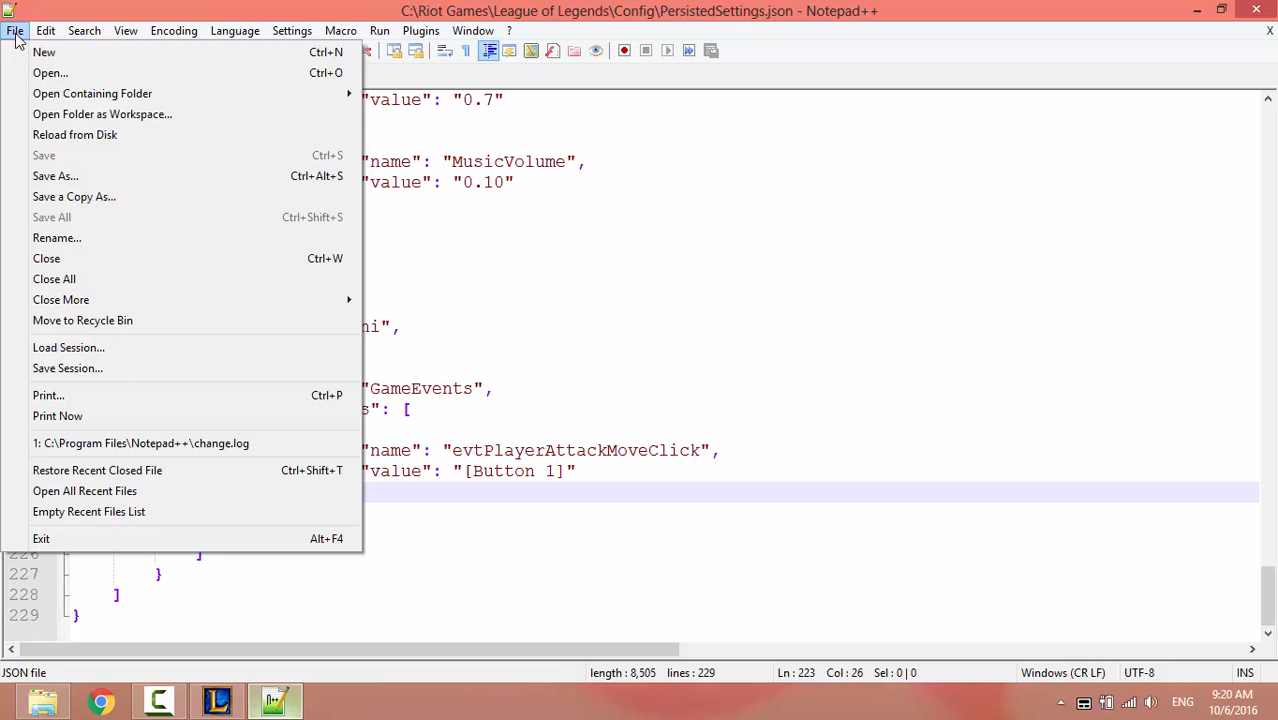 C:\Riot Games\League of Legends\Config\PersistedSettings.json - Notepad++
File Edit Search View Encoding Language Settings Macro Run Plugins Window ? X
New Ctrl+N
Open... Ctrl+O
Open Containing Folder
Open Folder as Workspace...
Reload from Disk
Save Ctrl+S
Save As... Ctrl+Alt+S
Save a Copy As...
Save All Ctrl+Shift+S
Rename...
Close Ctrl+W
Close All
Close More
Move to Recycle Bin
Load Session...
Save Session...
Print... Ctrl+P
Print Now
1: C:\Program Files\Notepad++\change.log
Restore Recent Closed File Ctrl+Shift+T
Open All Recent Files
Empty Recent Files List
Exit Alt+F4
"value": "0.7"
"name": "MusicVolume",
"value": "0.10"
ni",
"GameEvents",
s": [
"name": "evtPlayerAttackMoveClick",
"value": "[Button 1]"
226 ]
227 }
228 ]
229 }
JSON file length : 8,505 lines : 229 Ln : 223 Col : 26 Sel : 0 | 0 Windows (CR LF) UTF-8 INS
ENG
9:20 AM
10/6/2016